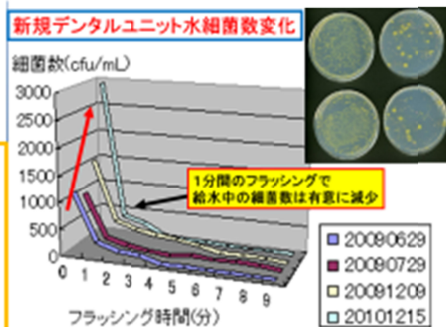 新規デンタルユニット水細菌数変化
細菌数(cfu/mL)
3000
2500
2000
1500
1000
500
0
1分間のフラッシングで
給水中の細菌数は有意に減少
0 1 2 3 4 5 6 7 8 9
フラッシング時間(分)
20090629
20090729
20091209
20101215